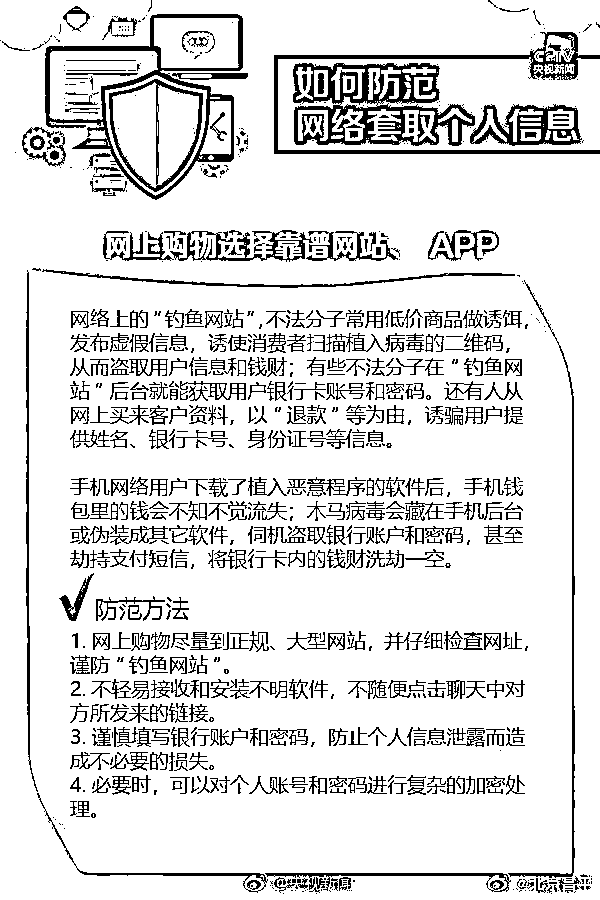 CCTV
央视新闻
如何防范
网络套取个人信息
网上购物选择靠谱网站、 APP
网络上的“钓鱼网站”,不法分子常用低价商品做诱饵,
发布虚假信息，诱使消费者扫描植入病毒的二维码，
从而盗取用户信息和钱财；有些不法分子在“钓鱼网
站”后台就能获取用户银行卡账号和密码。还有人从
网上买来客户资料，以“退款”等为由，诱骗用户提
供姓名、银行卡号、身份证号等信息。
手机网络用户下载了植入恶意程序的软件后，手机钱
包里的钱会不知不觉流失；木马病毒会藏在手机后台
或伪装成其它软件，伺机盗取银行账户和密码，甚至
劫持支付短信，将银行卡内的钱财洗劫一空。
防范方法
1. 网上购物尽量到正规、大型网站，并仔细检查网址，
谨防“钓鱼网站”。
2. 不轻易接收和安装不明软件，不随便点击聊天中对
方所发来的链接。
3. 谨慎填写银行账户和密码，防止个人信息泄露而造
成不必要的损失。
4. 必要时，可以对个人账号和密码进行复杂的加密处
理。
@央视新闻
@北京昌平